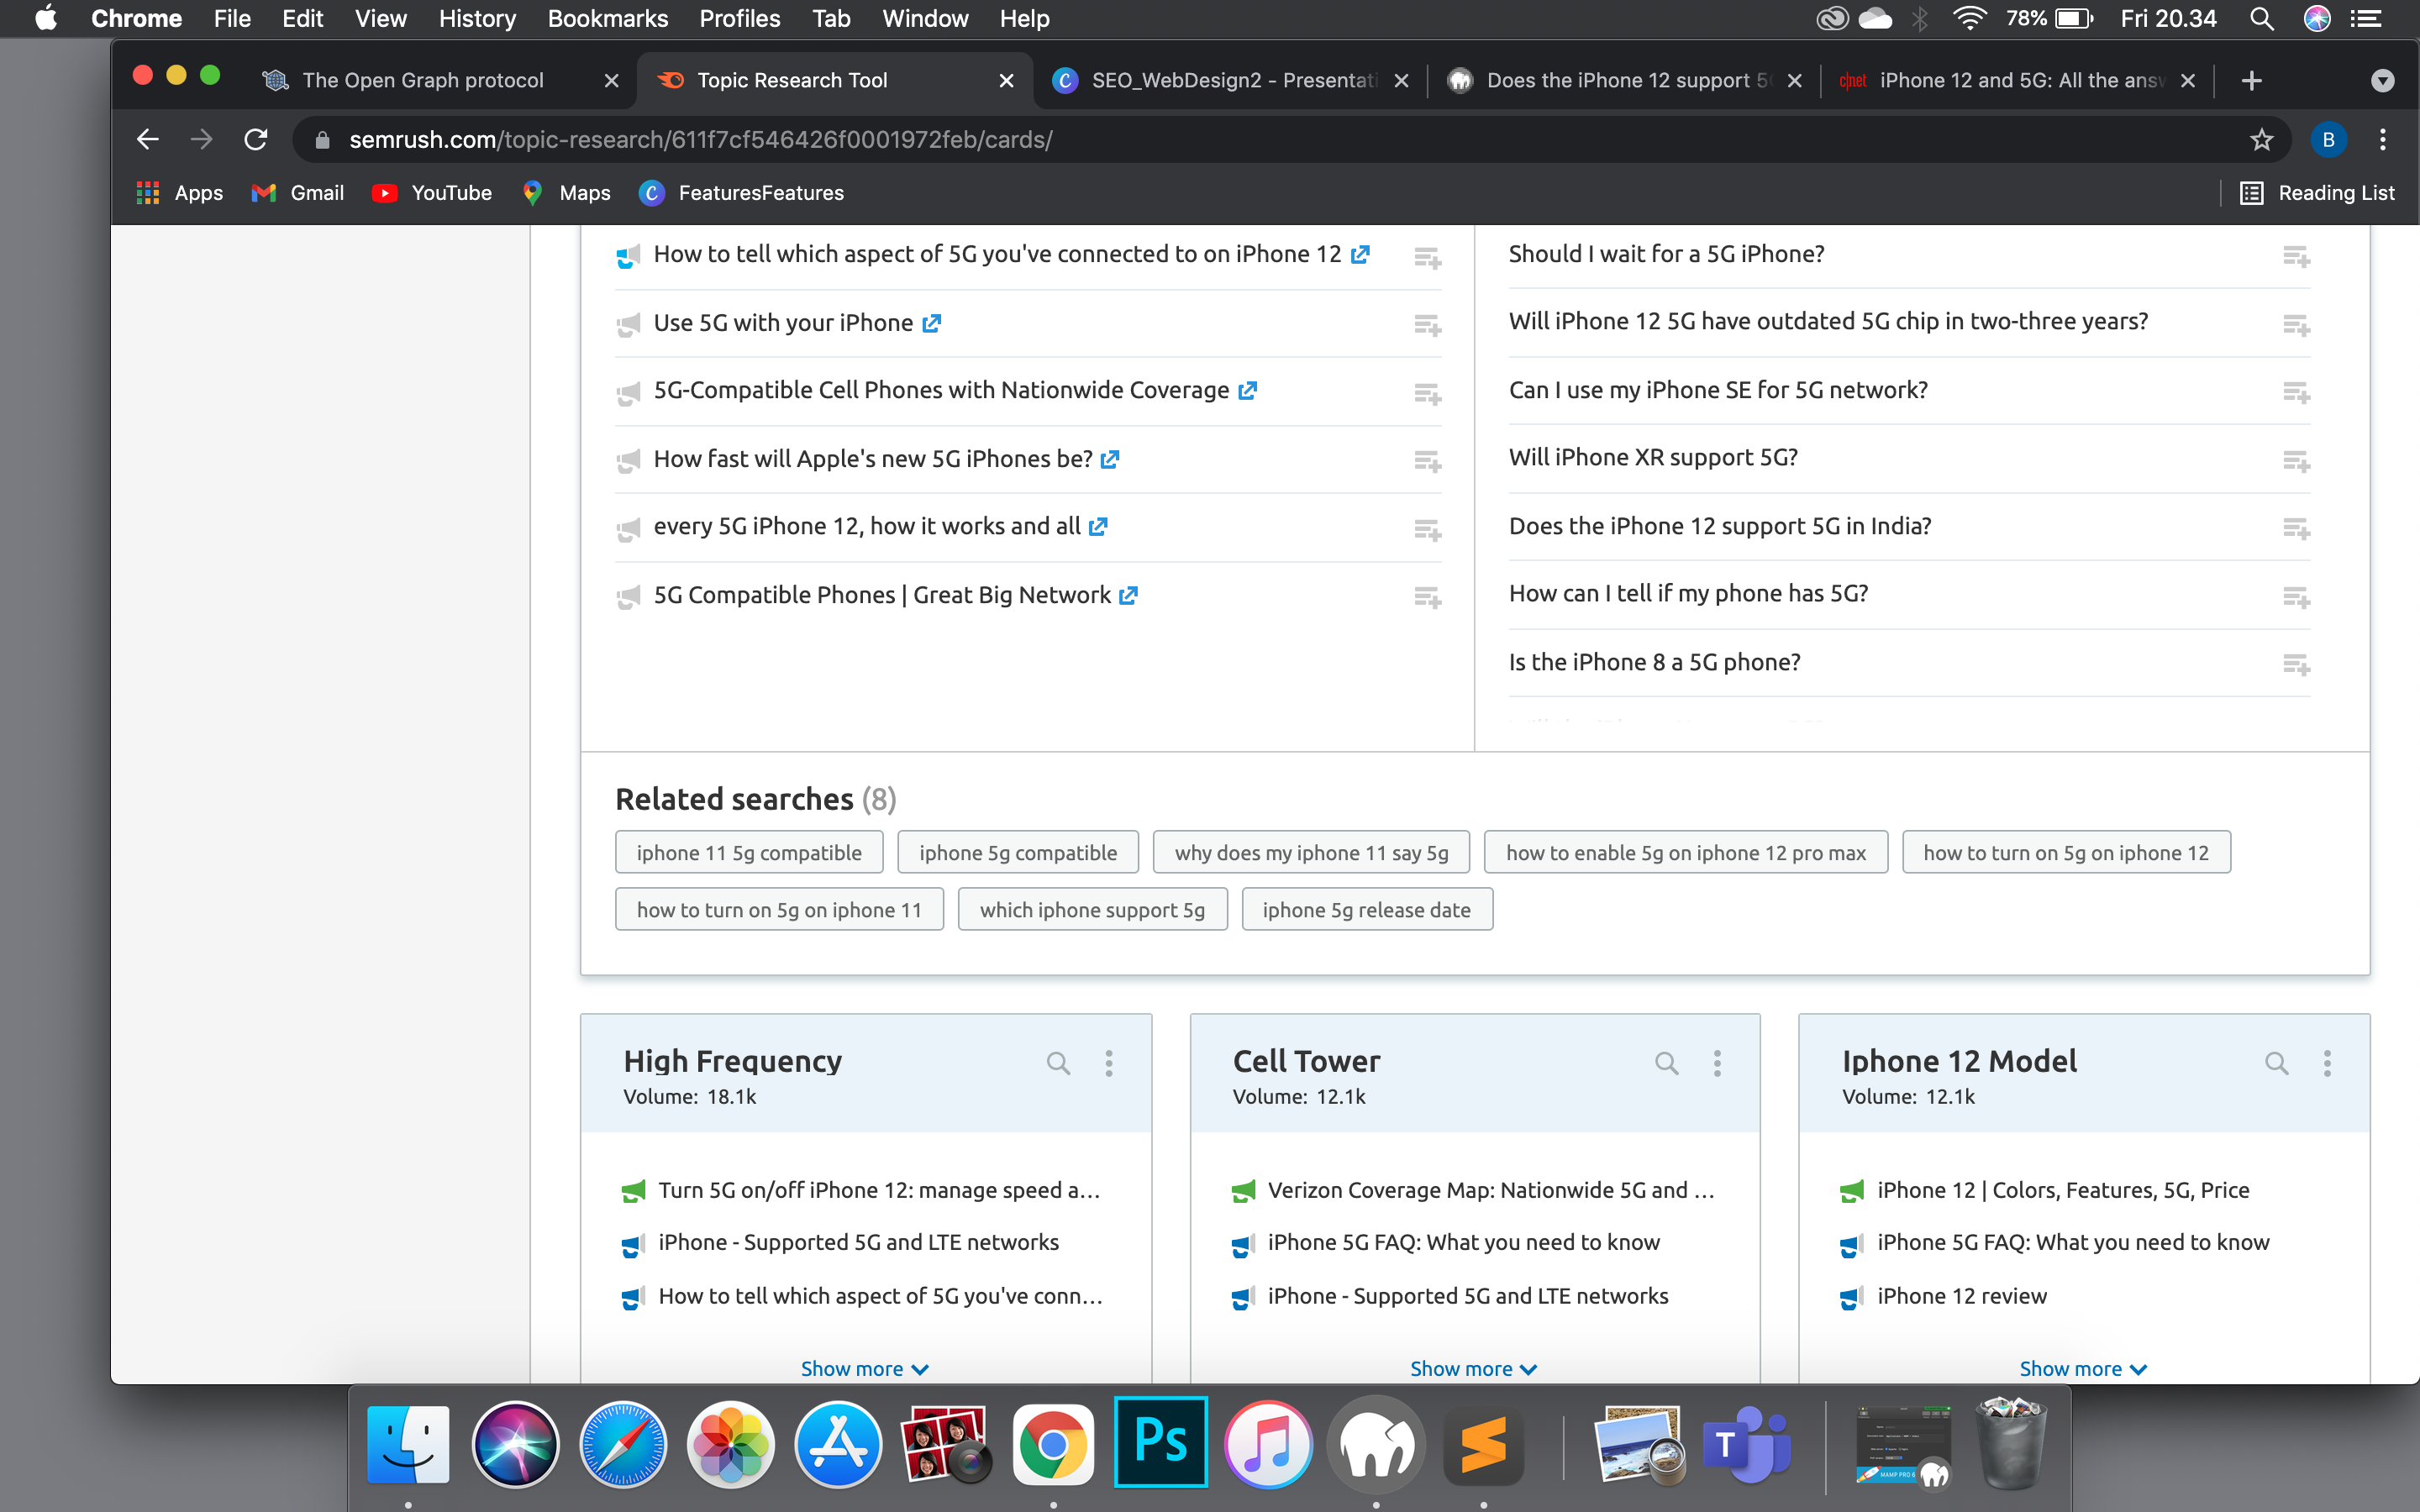 Chrome File Edit View History Bookmarks Profiles Tab Window Help 78% Fri 20.34
The Open Graph protocol Topic Research Tool SEO_WebDesign2 - Presentati Does the iPhone 12 support 5 iPhone 12 and 5G: All the
semrush.com/topic-research/611f7cf546426f0001972feb/cards/ B
Apps Gmail YouTube Maps FeaturesFeatures Reading List
How to tell which aspect of 5G you've connected to on iPhone 12
Use 5G with your iPhone
5G-Compatible Cell Phones with Nationwide Coverage
How fast will Apple's new 5G iPhones be?
every 5G iPhone 12, how it works and all
5G Compatible Phones | Great Big Network
Should I wait for a 5G iPhone?
Will iPhone 12 5G have outdated 5G chip in two-three years?
Can I use my iPhone SE for 5G network?
Will iPhone XR support 5G?
Does the iPhone 12 support 5G in India?
How can I tell if my phone has 5G?
Is the iPhone 8 a 5G phone?
Related searches (8)
iphone 11 5g compatible iphone 5g compatible why does my iphone 11 say 5g how to enable 5g on iphone 12 pro max how to turn on 5g on iphone 12
how to turn on 5g on iphone 11 which iphone support 5g iphone 5g release date
High Frequency
Volume: 18.1k
Turn 5G on/off iPhone 12: manage speed a...
iPhone - Supported 5G and LTE networks
How to tell which aspect of 5G you've conn...
Show more
Cell Tower
Volume: 12.1k
Verizon Coverage Map: Nationwide 5G and ...
iPhone 5G FAQ: What you need to know
iPhone - Supported 5G and LTE networks
Show more
Iphone 12 Model
Volume: 12.1k
iPhone 12 | Colors, Features, 5G, Price
iPhone 5G FAQ: What you need to know
iPhone 12 review
Show more
Ps T MAMP PRO 6